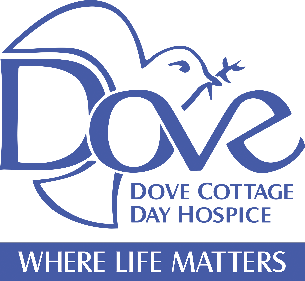 Dove
DOVE COTTAGE
DAY HOSPICE
WHERE LIFE MATTERS